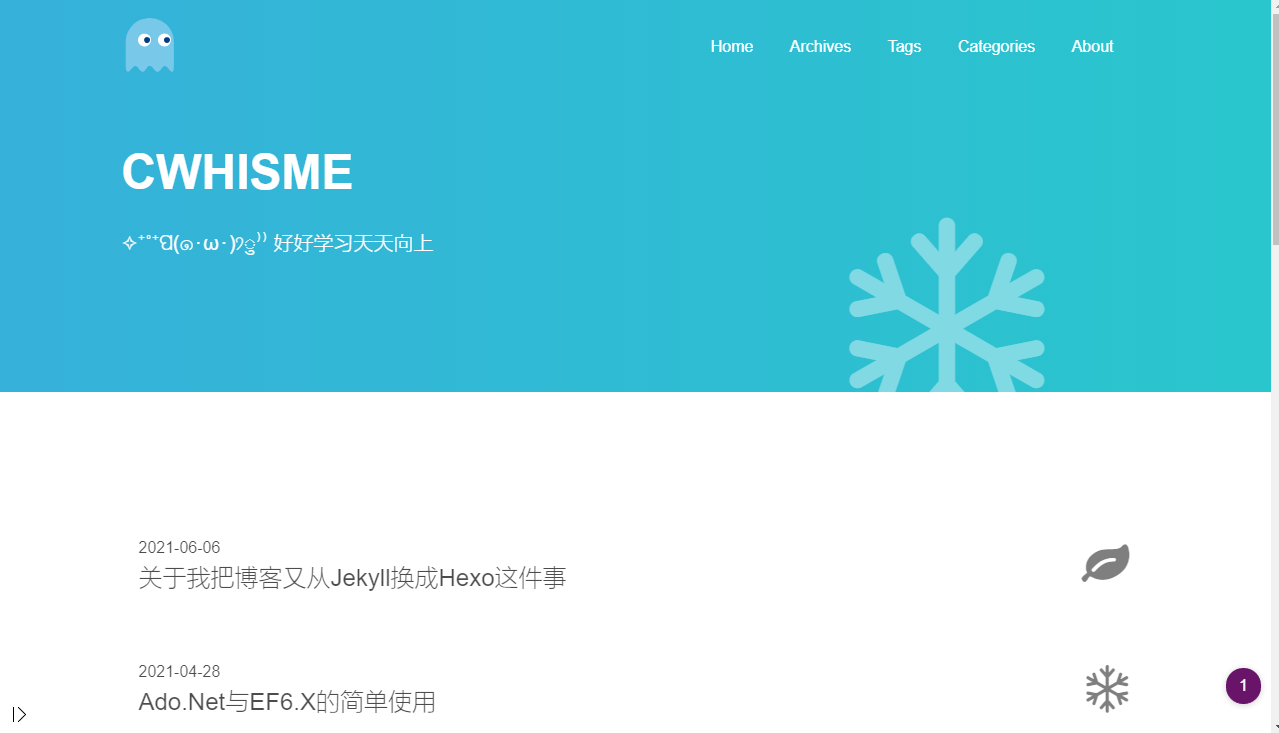 Home Archives Tags Categories About
CWHISME
✧⁺˚⁺ପ(๑･ω･)੭ु⁾⁾ 好好学习天天向上
2021-06-06
关于我把博客又从Jekyll换成Hexo这件事
2021-04-28
Ado.Net与EF6.X的简单使用
1